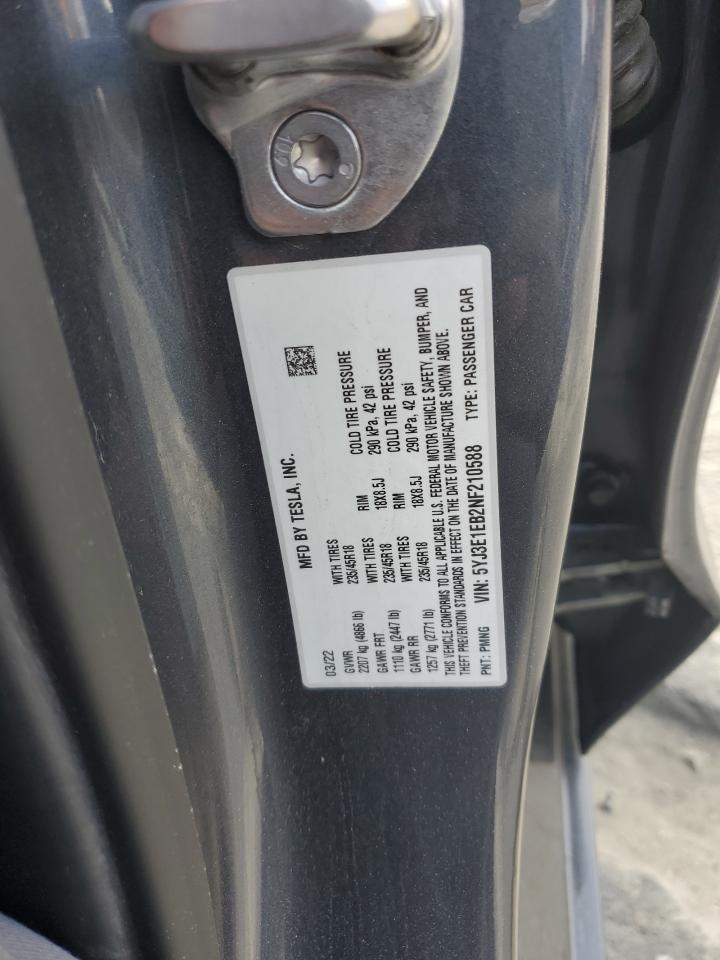 109
MFD BY TESLA, INC.
03/22
GVWR WITH TIRES RIM COLD TIRE PRESSURE
2207 kg (4866 lb) 235/45R18 18X8.5J 290 kPa, 42 psi
GAWR FRT WITH TIRES RIM COLD TIRE PRESSURE
1110 kg (2447 lb) 235/45R18 18X8.5J 290 kPa, 42 psi
GAWR RR WITH TIRES
1257 kg (2771 lb) 235/45R18
THIS VEHICLE CONFORMS TO ALL APPLICABLE U.S. FEDERAL MOTOR VEHICLE SAFETY, BUMPER, AND
THEFT PREVENTION STANDARDS IN EFFECT ON THE DATE OF MANUFACTURE SHOWN ABOVE.
PNT: PMNG VIN: 5YJ3E1EB2NF210588 TYPE: PASSENGER CAR